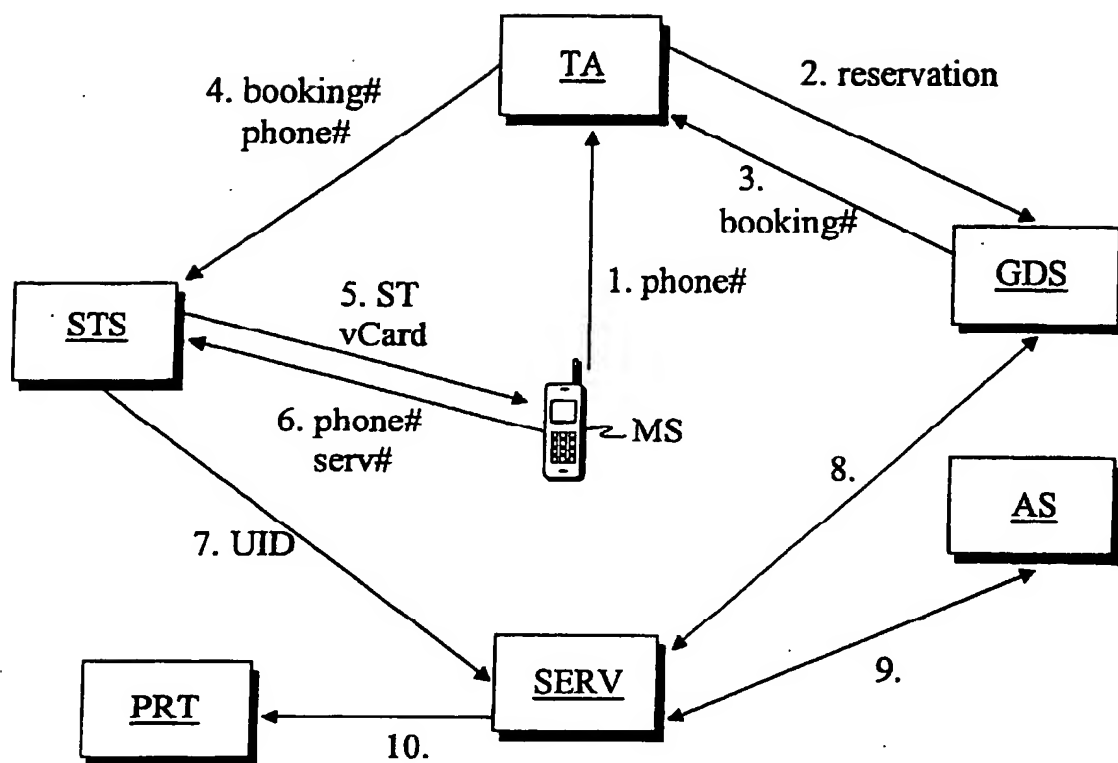 TA
2. reservation
4. booking#
phone#
3.
booking#
GDS
1. phone#
STS
5. ST
vCard
6. phone#
serv#
MS
8.
AS
7. UID
SERV
9.
PRT
10.